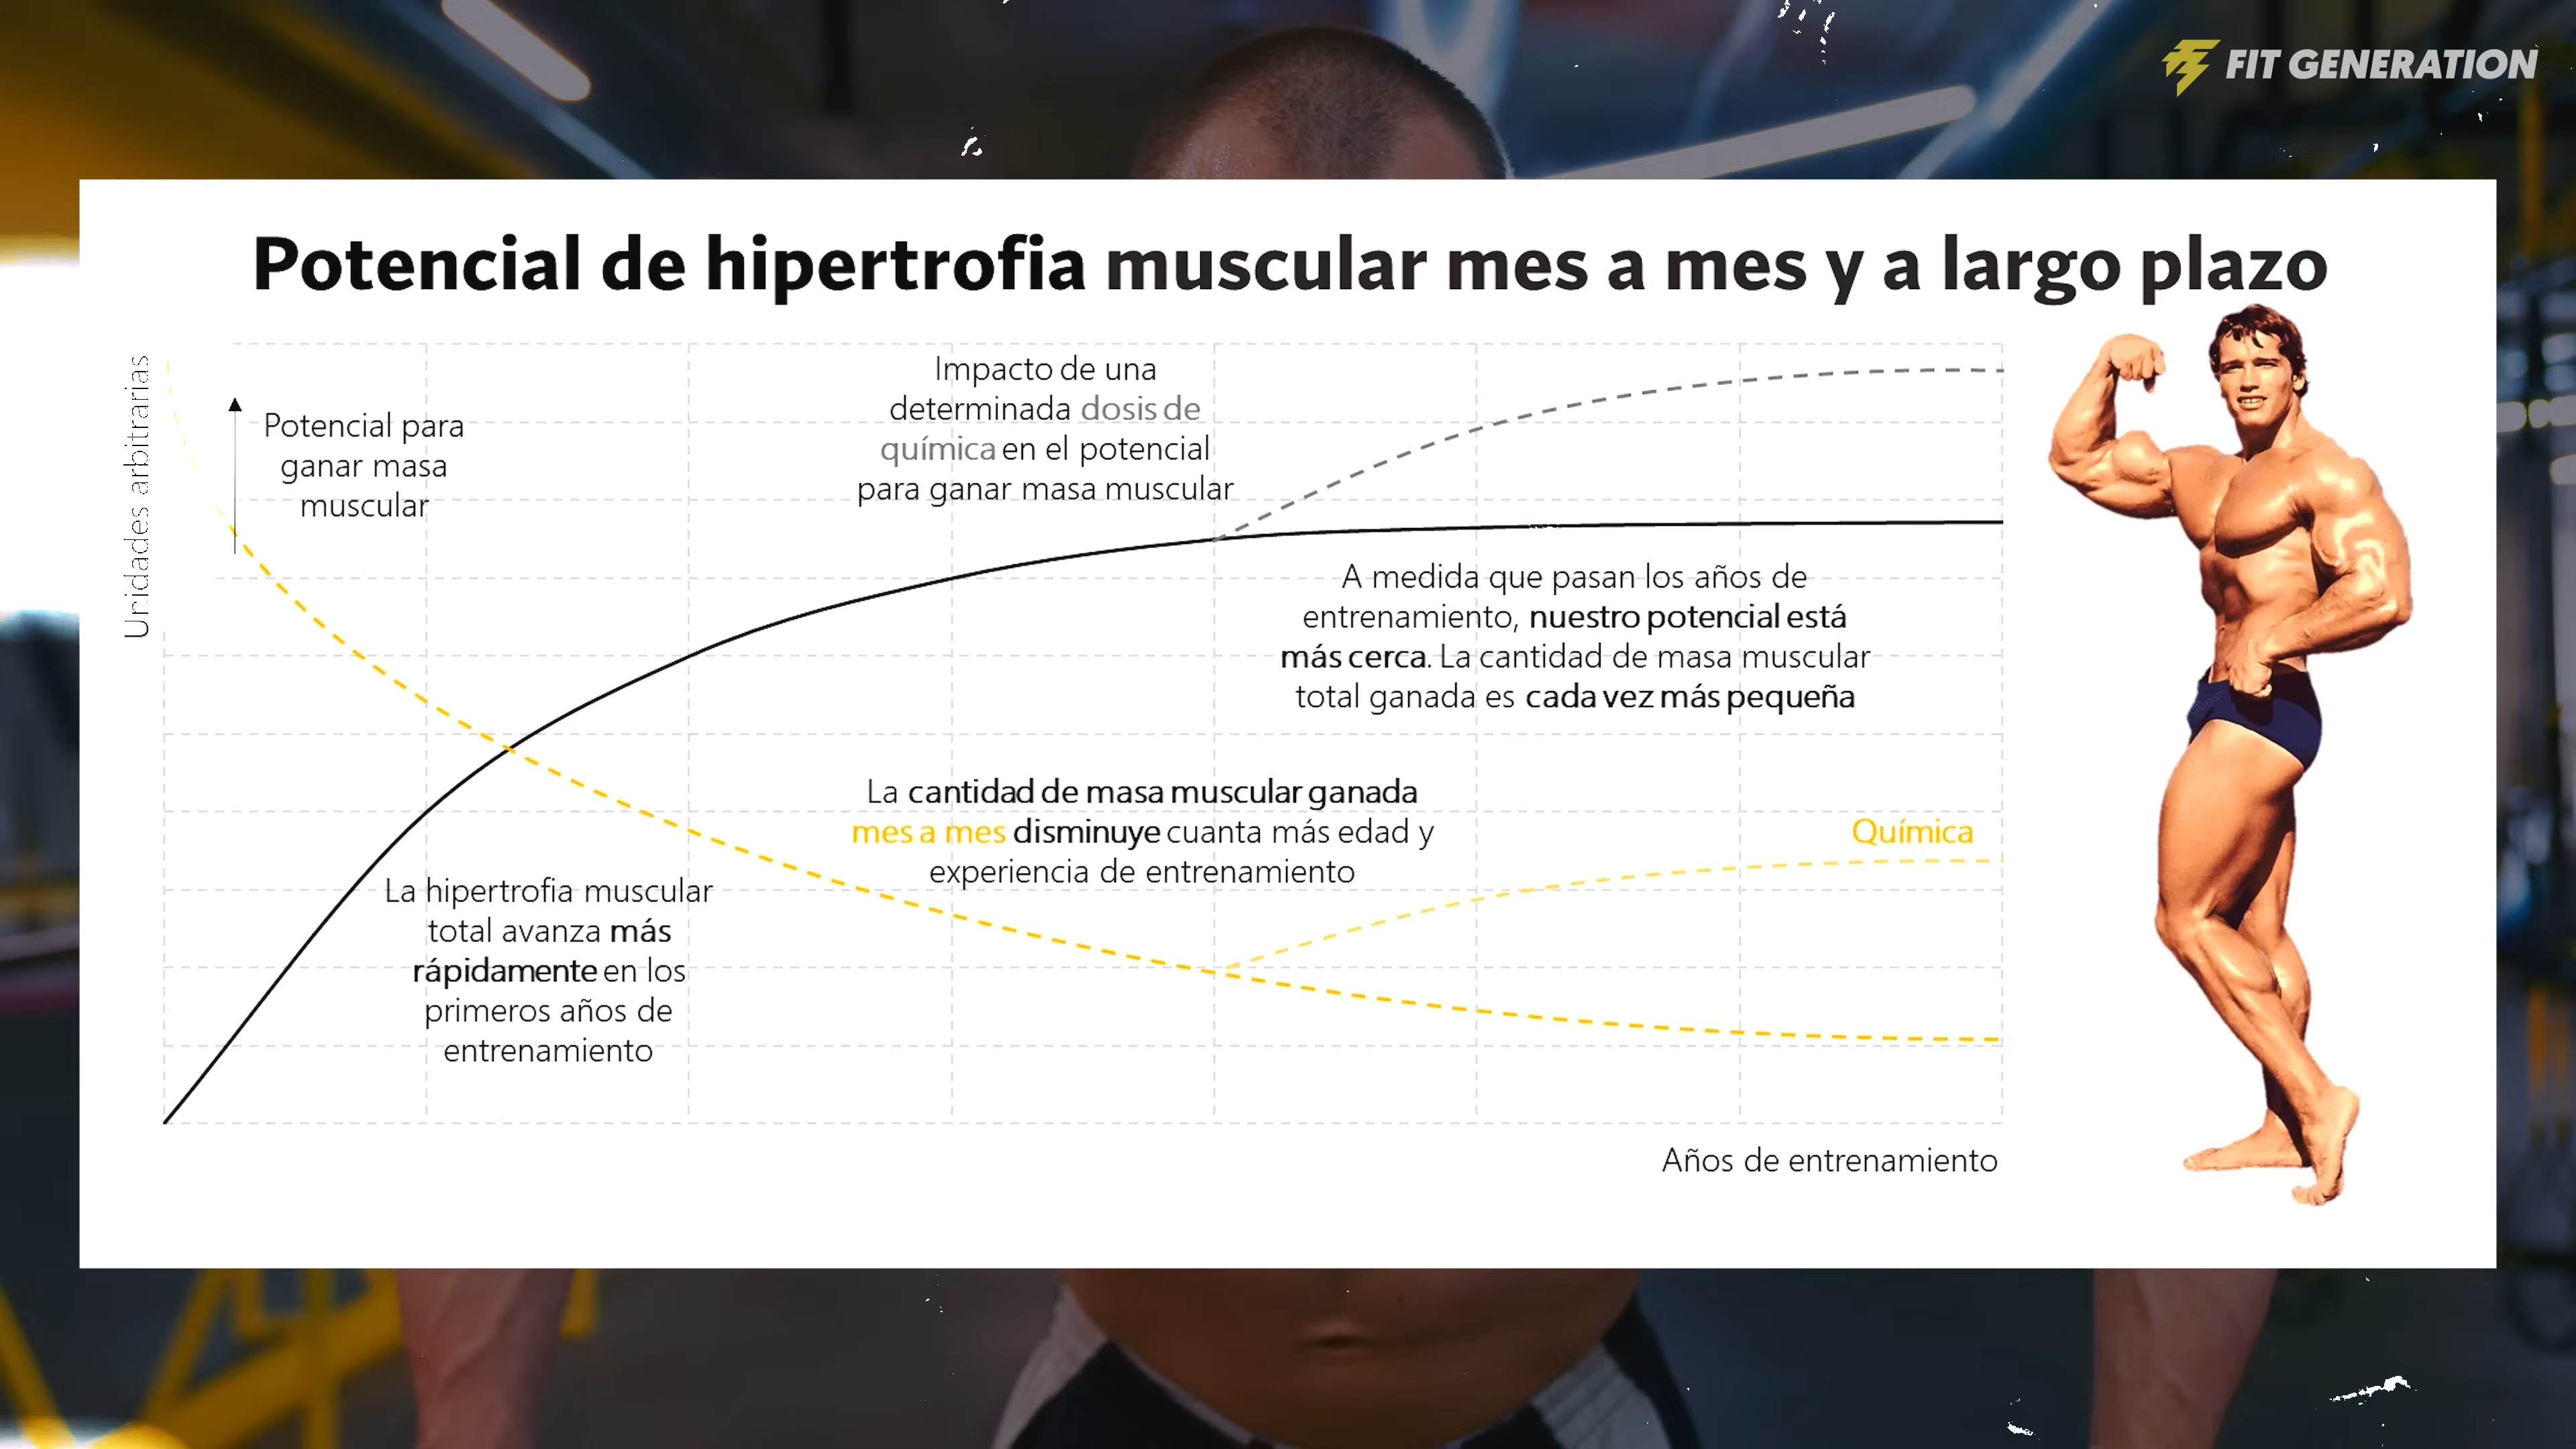 FIT GENERATION
Potencial de hipertrofia muscular mes a mes y a largo plazo
Unidades arbitrarias
Potencial para
ganar masa
muscular
Impacto de una
determinada dosis de
química en el potencial
para ganar masa muscular
A medida que pasan los años de
entrenamiento, nuestro potencial está
más cerca. La cantidad de masa muscular
total ganada es cada vez más pequeña
La cantidad de masa muscular ganada
mes a mes disminuye cuanta más edad y
experiencia de entrenamiento
Química
La hipertrofia muscular
total avanza más
rápidamente en los
primeros años de
entrenamiento
Años de entrenamiento